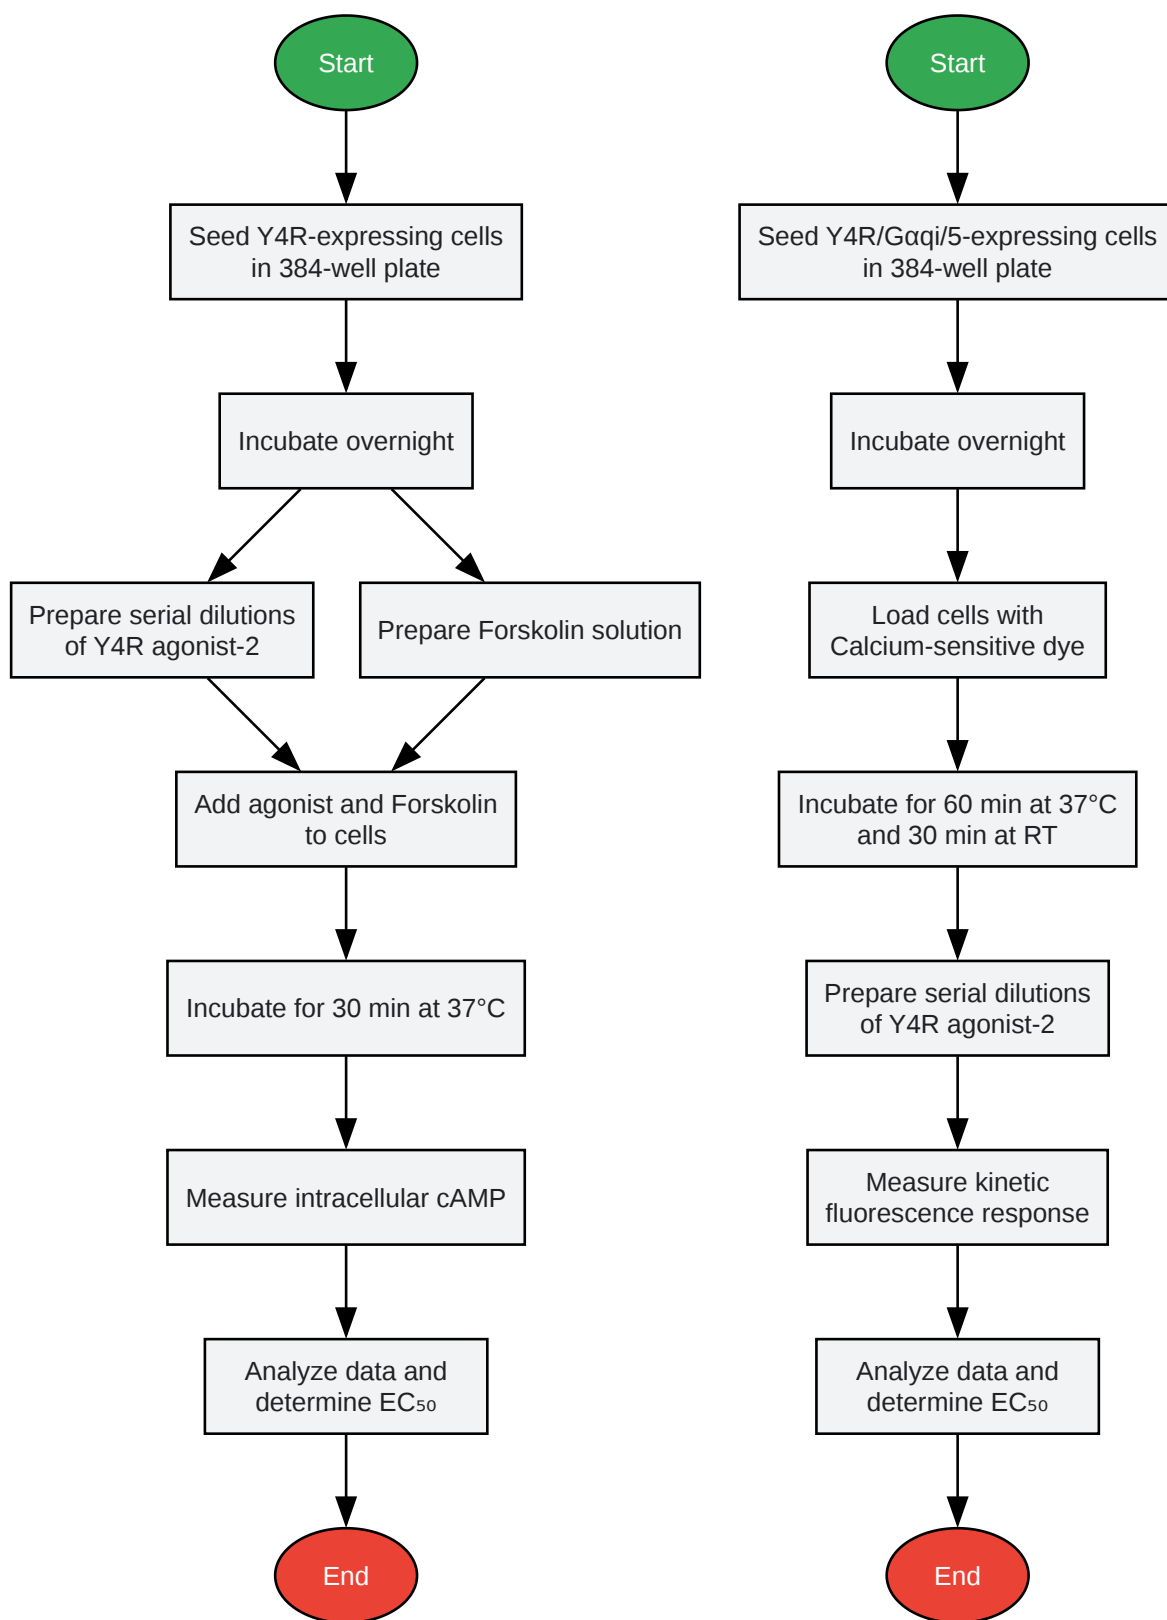 Start
Seed Y4R-expressing cells
in 384-well plate
Incubate overnight
Prepare serial dilutions
of Y4R agonist-2
Prepare Forskolin solution
Add agonist and Forskolin
to cells
Incubate for 30 min at 37°C
Measure intracellular cAMP
Analyze data and
determine EC₅₀
End
Start
Seed Y4R/Gαqi/5-expressing cells
in 384-well plate
Incubate overnight
Load cells with
Calcium-sensitive dye
Incubate for 60 min at 37°C
and 30 min at RT
Prepare serial dilutions
of Y4R agonist-2
Measure kinetic
fluorescence response
Analyze data and
determine EC₅₀
End